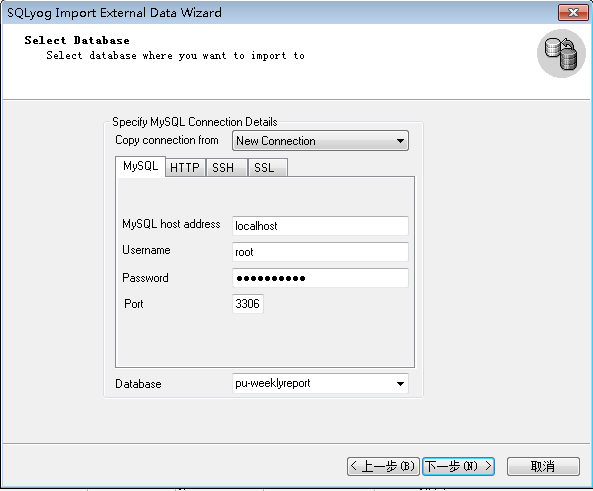 SQLyog Import External Data Wizard
Select Database
Select database where you want to import to
Specify MySQL Connection Details
Copy connection from New Connection
MySQL HTTP SSH SSL
MySQL host address localhost
Username root
Password ●●●●●●●●●●
Port 3306
Database pu-weeklyreport
< 上一步(B) 下一步(N) > 取消